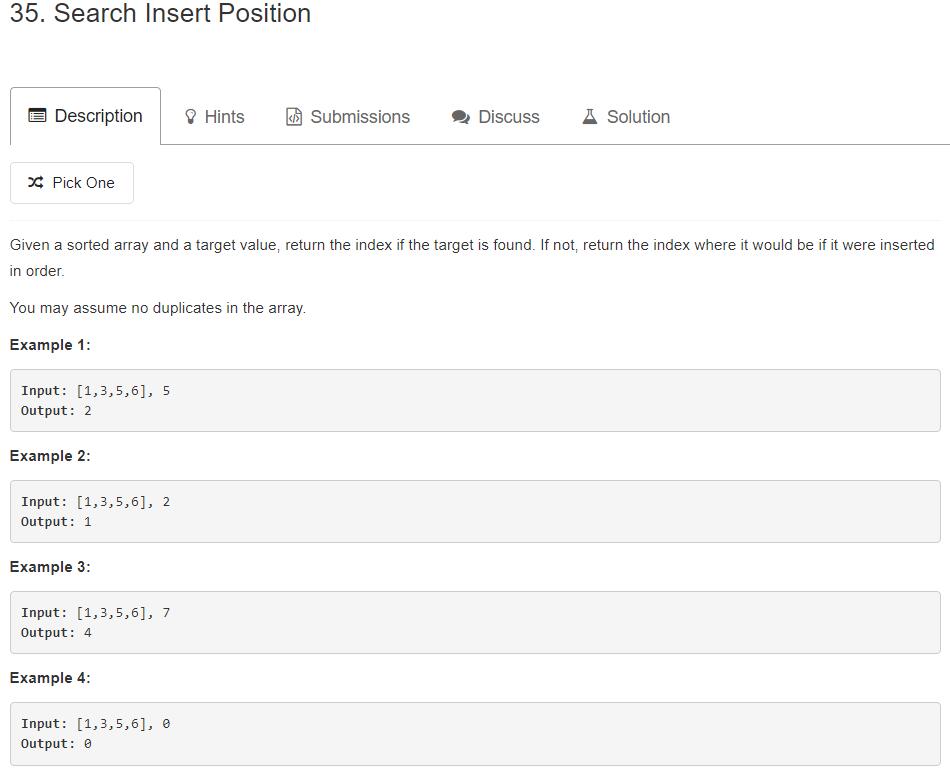 35. Search Insert Position
Description
Hints
Submissions
Discuss
Solution
Pick One
Given a sorted array and a target value, return the index if the target is found. If not, return the index where it would be if it were inserted
in order.
You may assume no duplicates in the array.
Example 1:
Input: [1,3,5,6], 5
Output: 2
Example 2:
Input: [1,3,5,6], 2
Output: 1
Example 3:
Input: [1,3,5,6], 7
Output: 4
Example 4:
Input: [1,3,5,6], 0
Output: 0